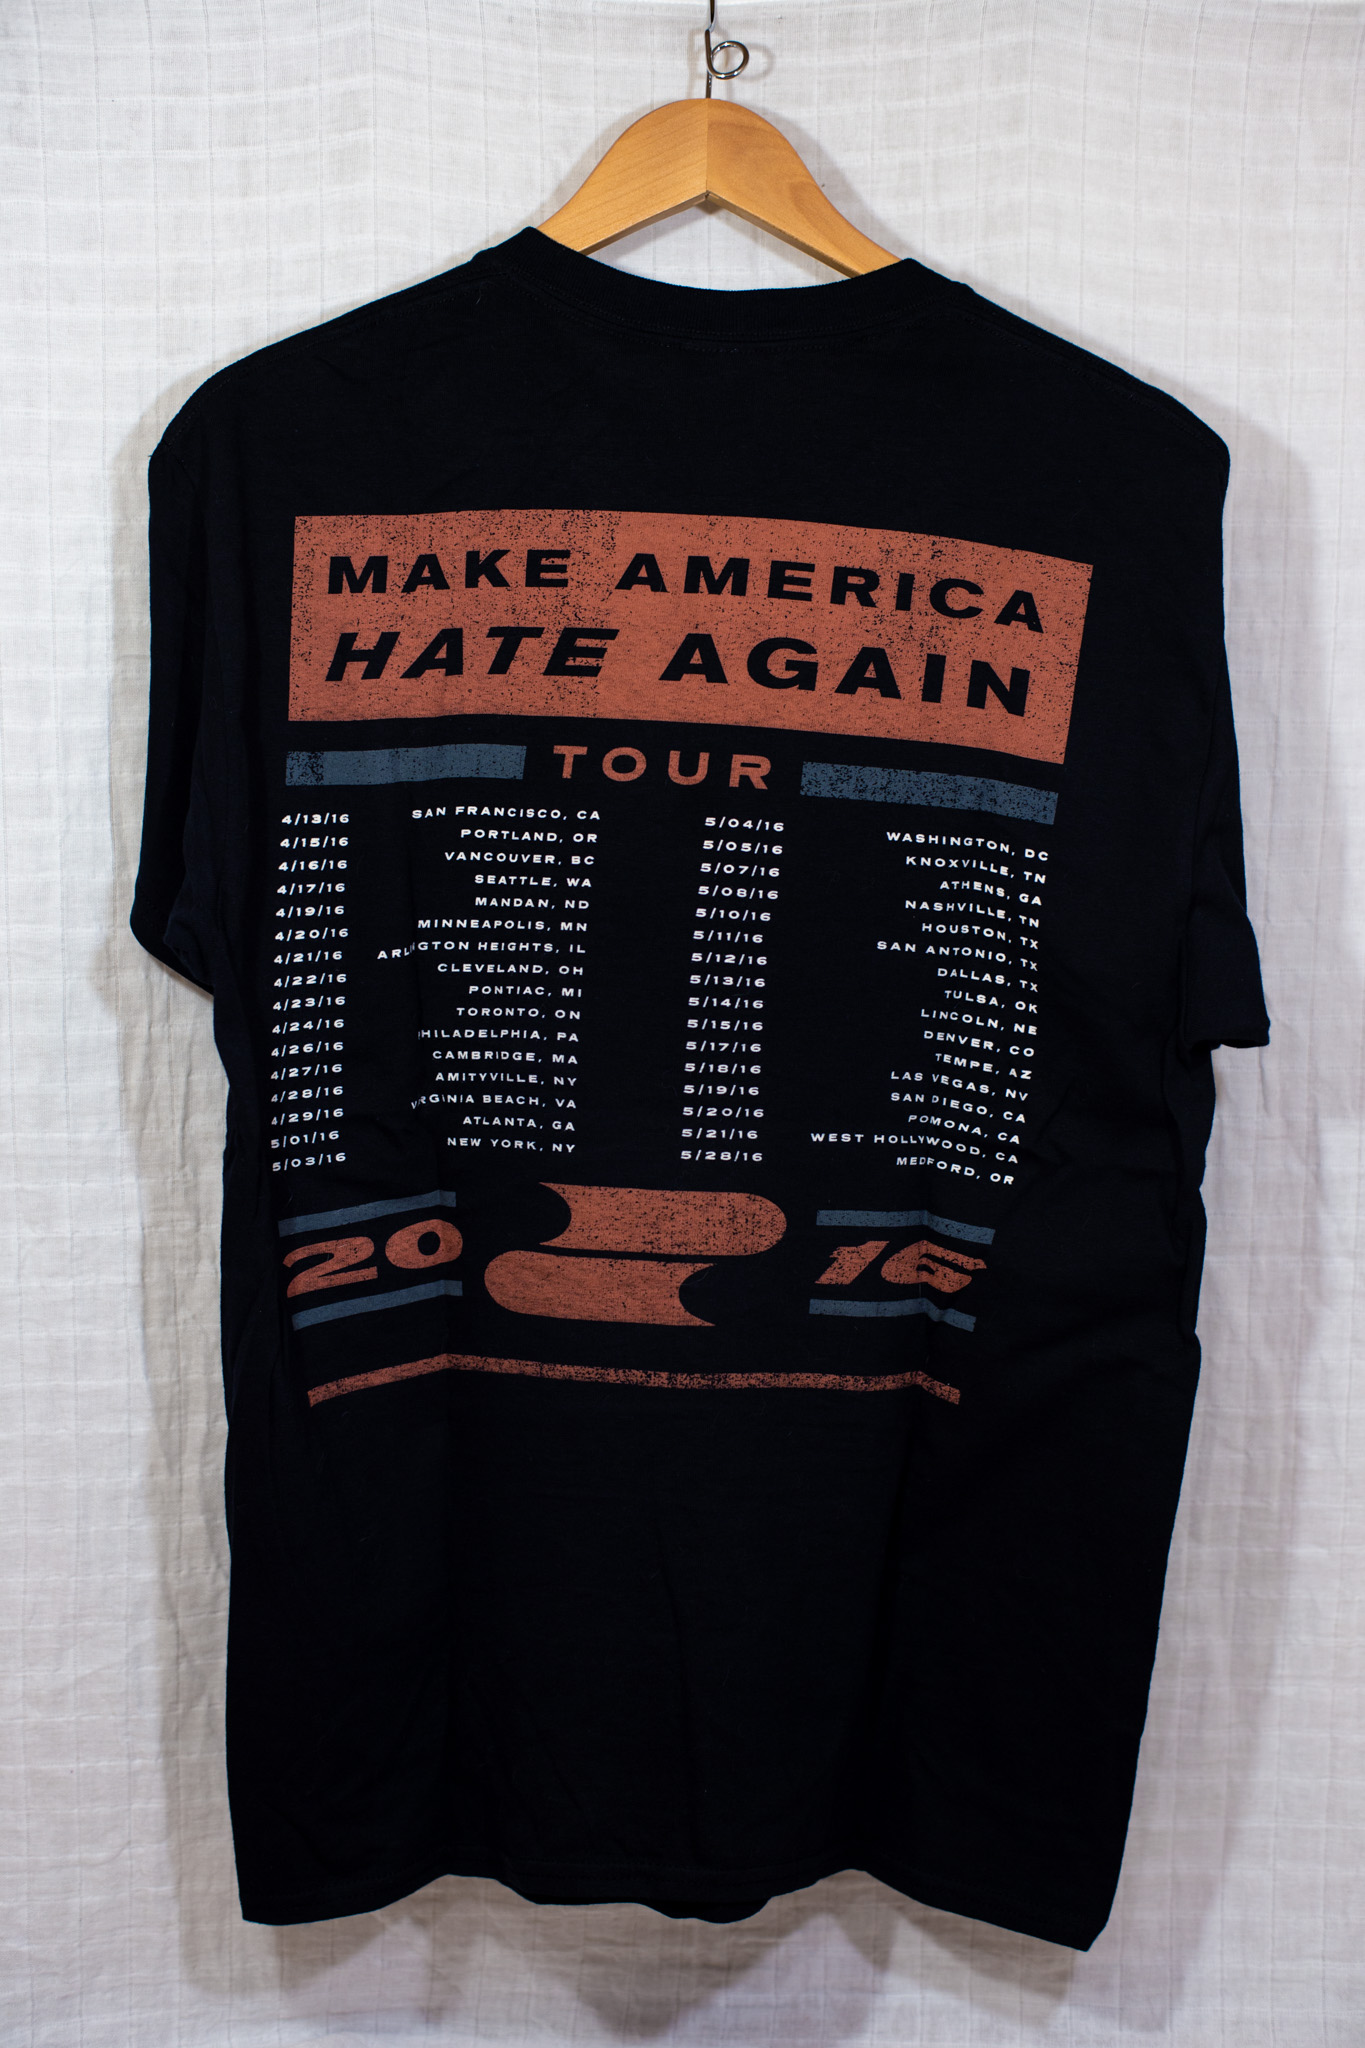 MAKE AMERICA
HATE AGAIN
TOUR
4/13/16 SAN FRANCISCO, CA
4/15/16 PORTLAND, OR
4/16/16 VANCOUVER, BC
4/17/16 SEATTLE, WA
4/19/16 MANDAN, ND
4/20/16 MINNEAPOLIS, MN
4/21/16 ARLINGTON HEIGHTS, IL
4/22/16 CLEVELAND, OH
4/23/16 PONTIAC, MI
4/24/16 TORONTO, ON
4/26/16 PHILADELPHIA, PA
4/27/16 CAMBRIDGE, MA
4/28/16 AMITYVILLE, NY
4/29/16 VIRGINIA BEACH, VA
5/01/16 ATLANTA, GA
5/03/16 NEW YORK, NY
5/04/16 WASHINGTON, DC
5/05/16 KNOXVILLE, TN
5/07/16 ATHENS, GA
5/08/16 NASHVILLE, TN
5/10/16 HOUSTON, TX
5/11/16 SAN ANTONIO, TX
5/12/16 DALLAS, TX
5/13/16 TULSA, OK
5/14/16 LINCOLN, NE
5/15/16 DENVER, CO
5/17/16 TEMPE, AZ
5/18/16 LAS VEGAS, NV
5/19/16 SAN DIEGO, CA
5/20/16 POMONA, CA
5/21/16 WEST HOLLYWOOD, CA
5/28/16 MEDFORD, OR
20 16